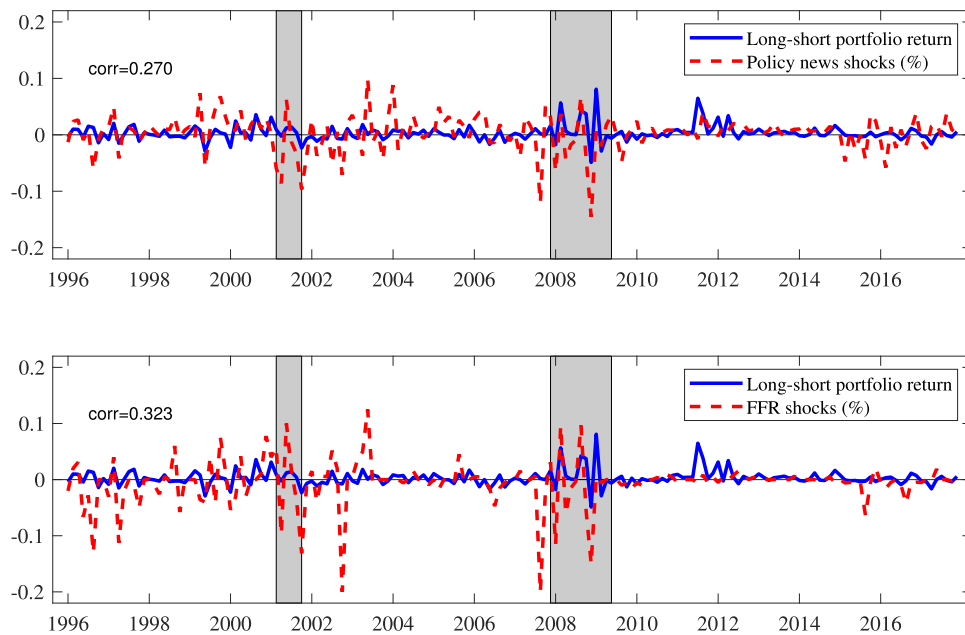 0.2
Long-short portfolio return
Policy news shocks (%)
corr=0.270
0.1
0
-0.1
-0.2
1996 1998 2000 2002 2004 2006 2008 2010 2012 2014 2016
0.2
Long-short portfolio return
FFR shocks (%)
corr=0.323
0.1
0
-0.1
-0.2
1996 1998 2000 2002 2004 2006 2008 2010 2012 2014 2016